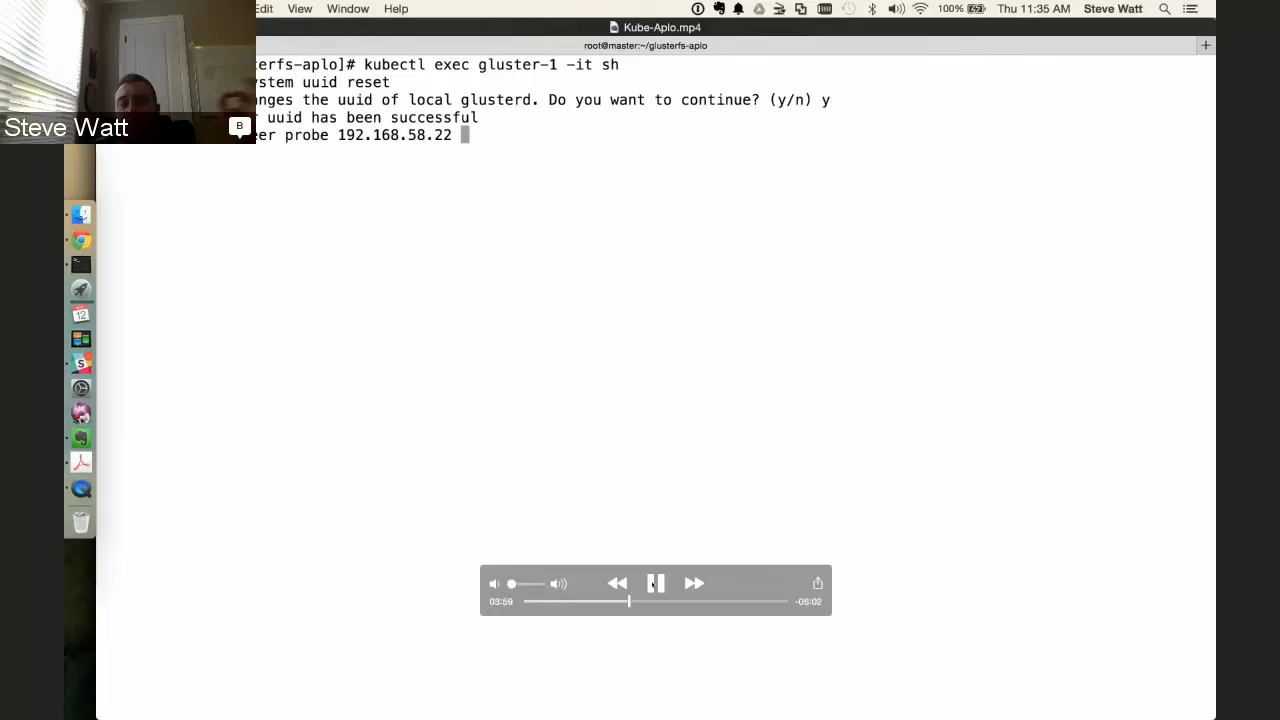 Edit View Window Help 100% Thu 11:35 AM Steve Watt
Kube-Aplo.mp4
root@master:~/glusterfs-aplo
erfs-aplo]# kubectl exec gluster-1 -it sh
ystem uuid reset
anges the uuid of local glusterd. Do you want to continue? (y/n) y
r uuid has been successful
eer probe 192.168.58.22
Steve Watt
B
12
S
03:59 -06:02